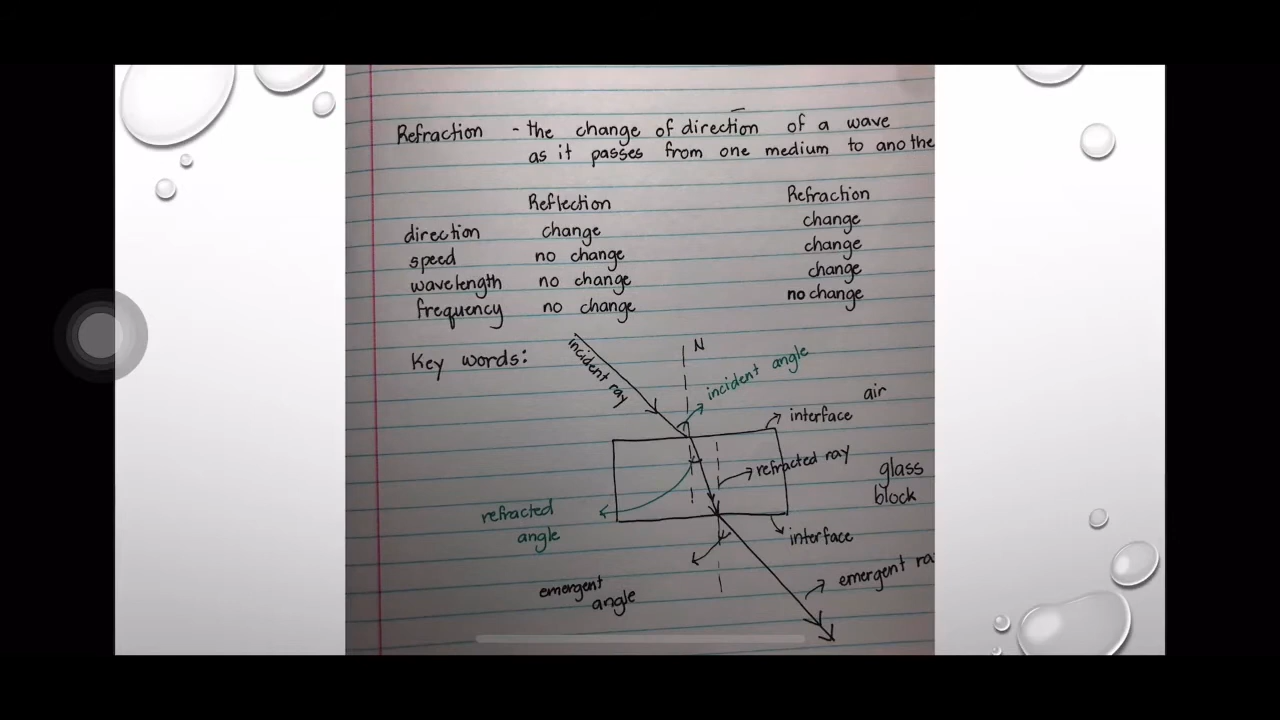 Refraction - the change of direction of a wave
as it passes from one medium to anothe
Reflection Refraction
direction change change
speed no change change
wavelength no change change
frequency no change no change
Key words:
N
incident ray
incident angle
air
interface
refracted ray
glass
block
refracted
angle
interface
emergent
angle
emergent ra